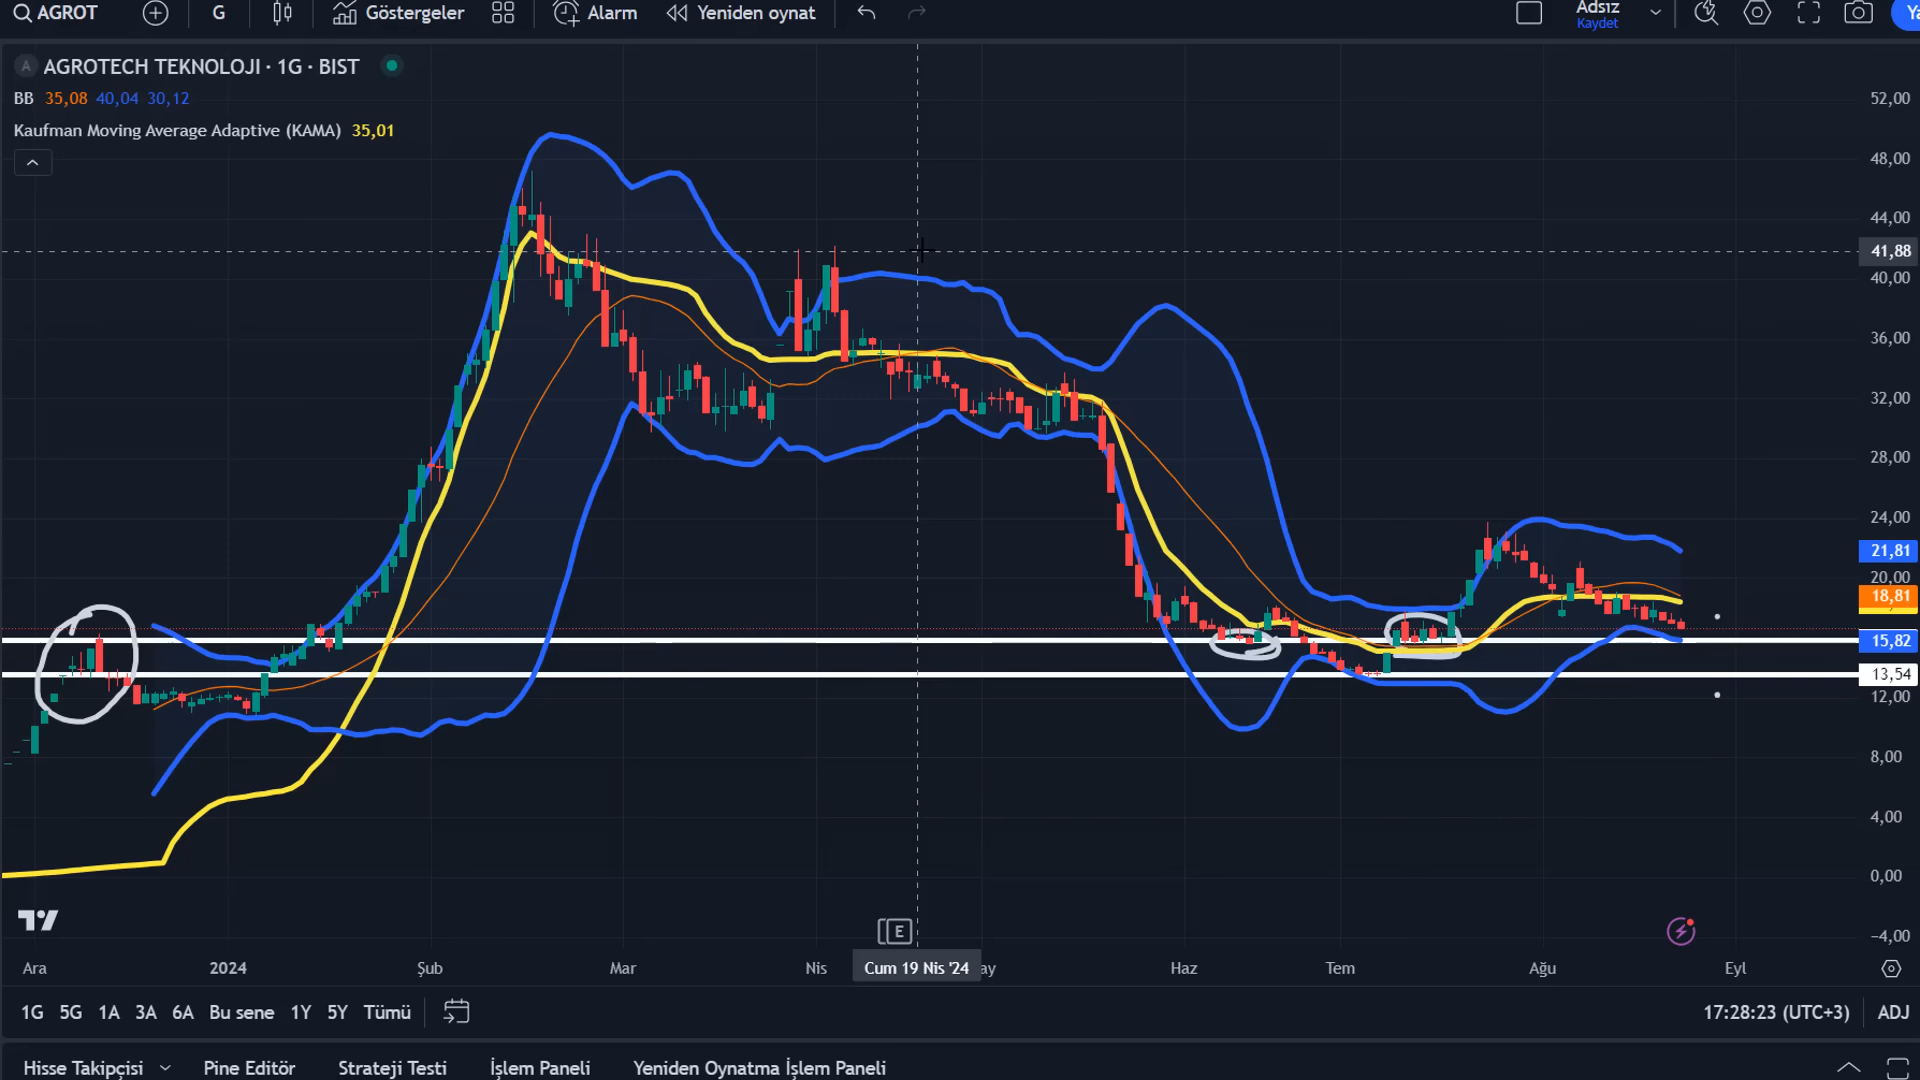 AGROT
G
Göstergeler
Alarm
Yeniden oynat
Adsız
Kaydet
Ya
A AGROTECH TEKNOLOJI · 1G · BIST
BB 35,08 40,04 30,12
Kaufman Moving Average Adaptive (KAMA) 35,01
52,00
48,00
44,00
41,88
40,00
36,00
32,00
28,00
24,00
21,81
20,00
18,81
15,82
13,54
12,00
8,00
4,00
0,00
−4,00
E
Ara 2024 Şub Mar Nis Cum 19 Nis '24 ay Haz Tem Ağu Eyl
1G 5G 1A 3A 6A Bu sene 1Y 5Y Tümü
17:28:23 (UTC+3) ADJ
Hisse Takipçisi Pine Editör Strateji Testi İşlem Paneli Yeniden Oynatma İşlem Paneli